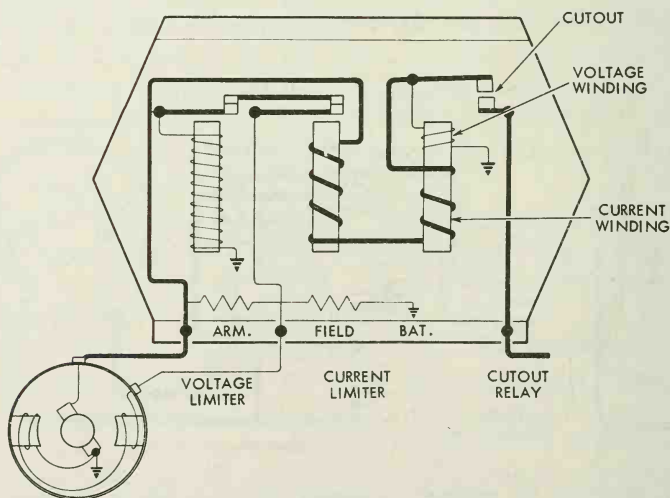 CUTOUT
VOLTAGE
WINDING
CURRENT
WINDING
ARM.
FIELD
BAT.
VOLTAGE
LIMITER
CURRENT
LIMITER
CUTOUT
RELAY